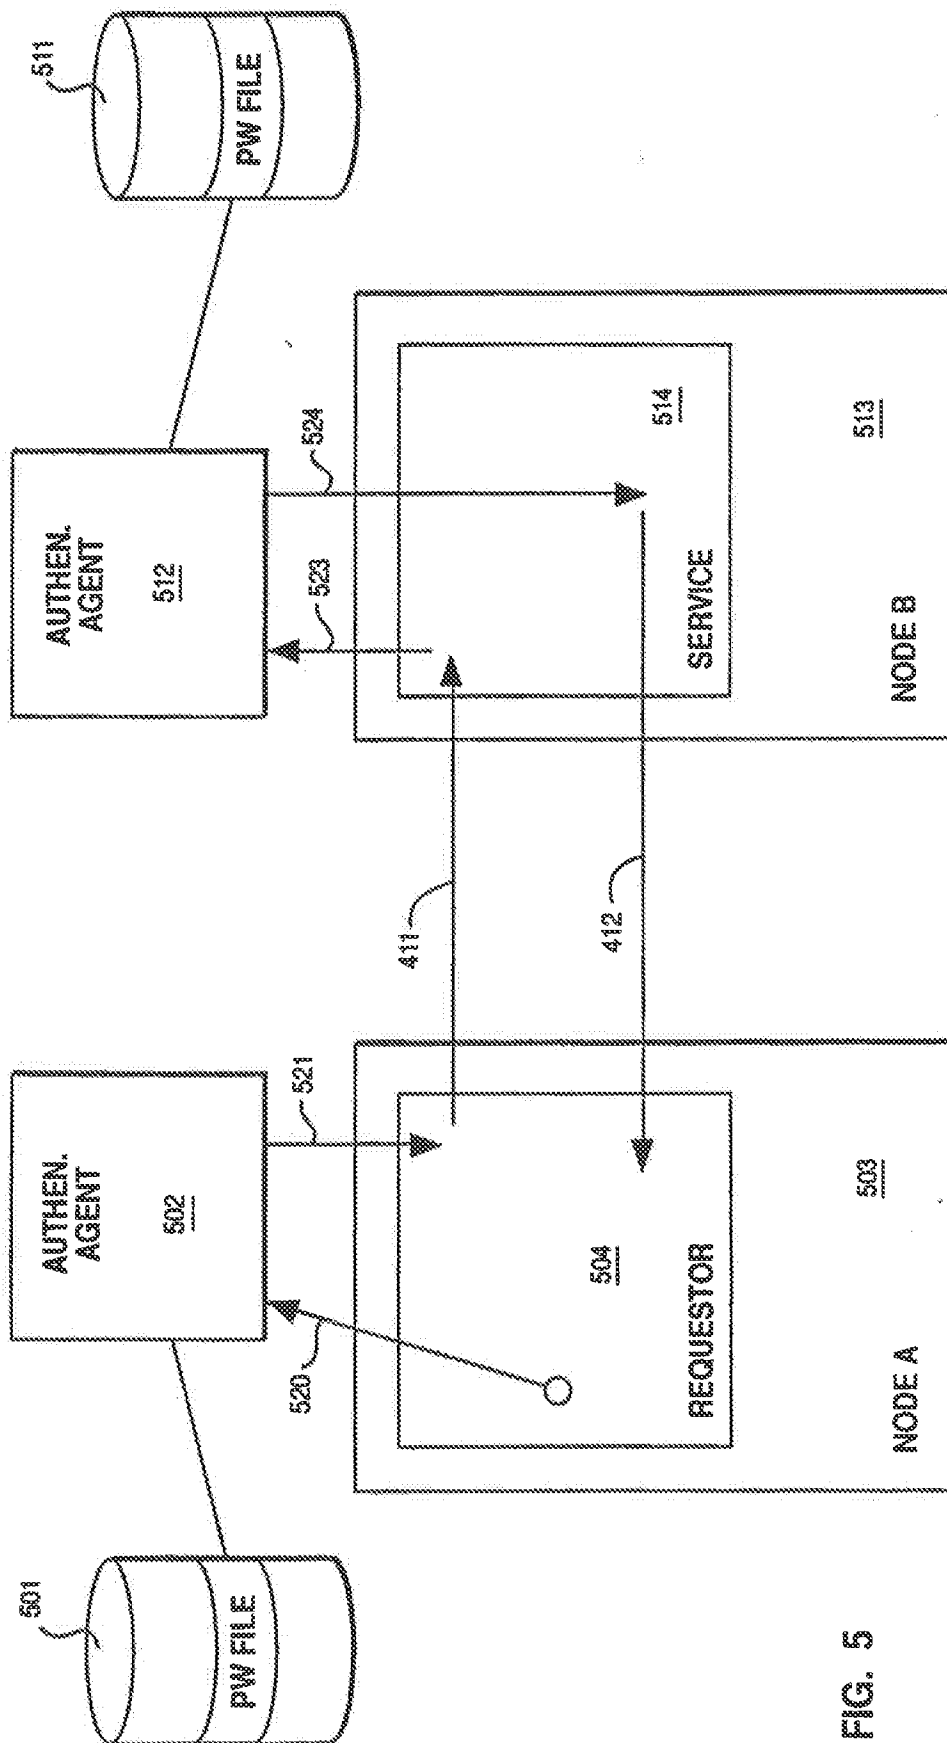 501
PW FILE
AUTHEN.
AGENT
502
520
521
504
REQUESTOR
503
NODE A
411
412
AUTHEN.
AGENT
512
523
524
514
SERVICE
513
NODE B
511
PW FILE
FIG. 5